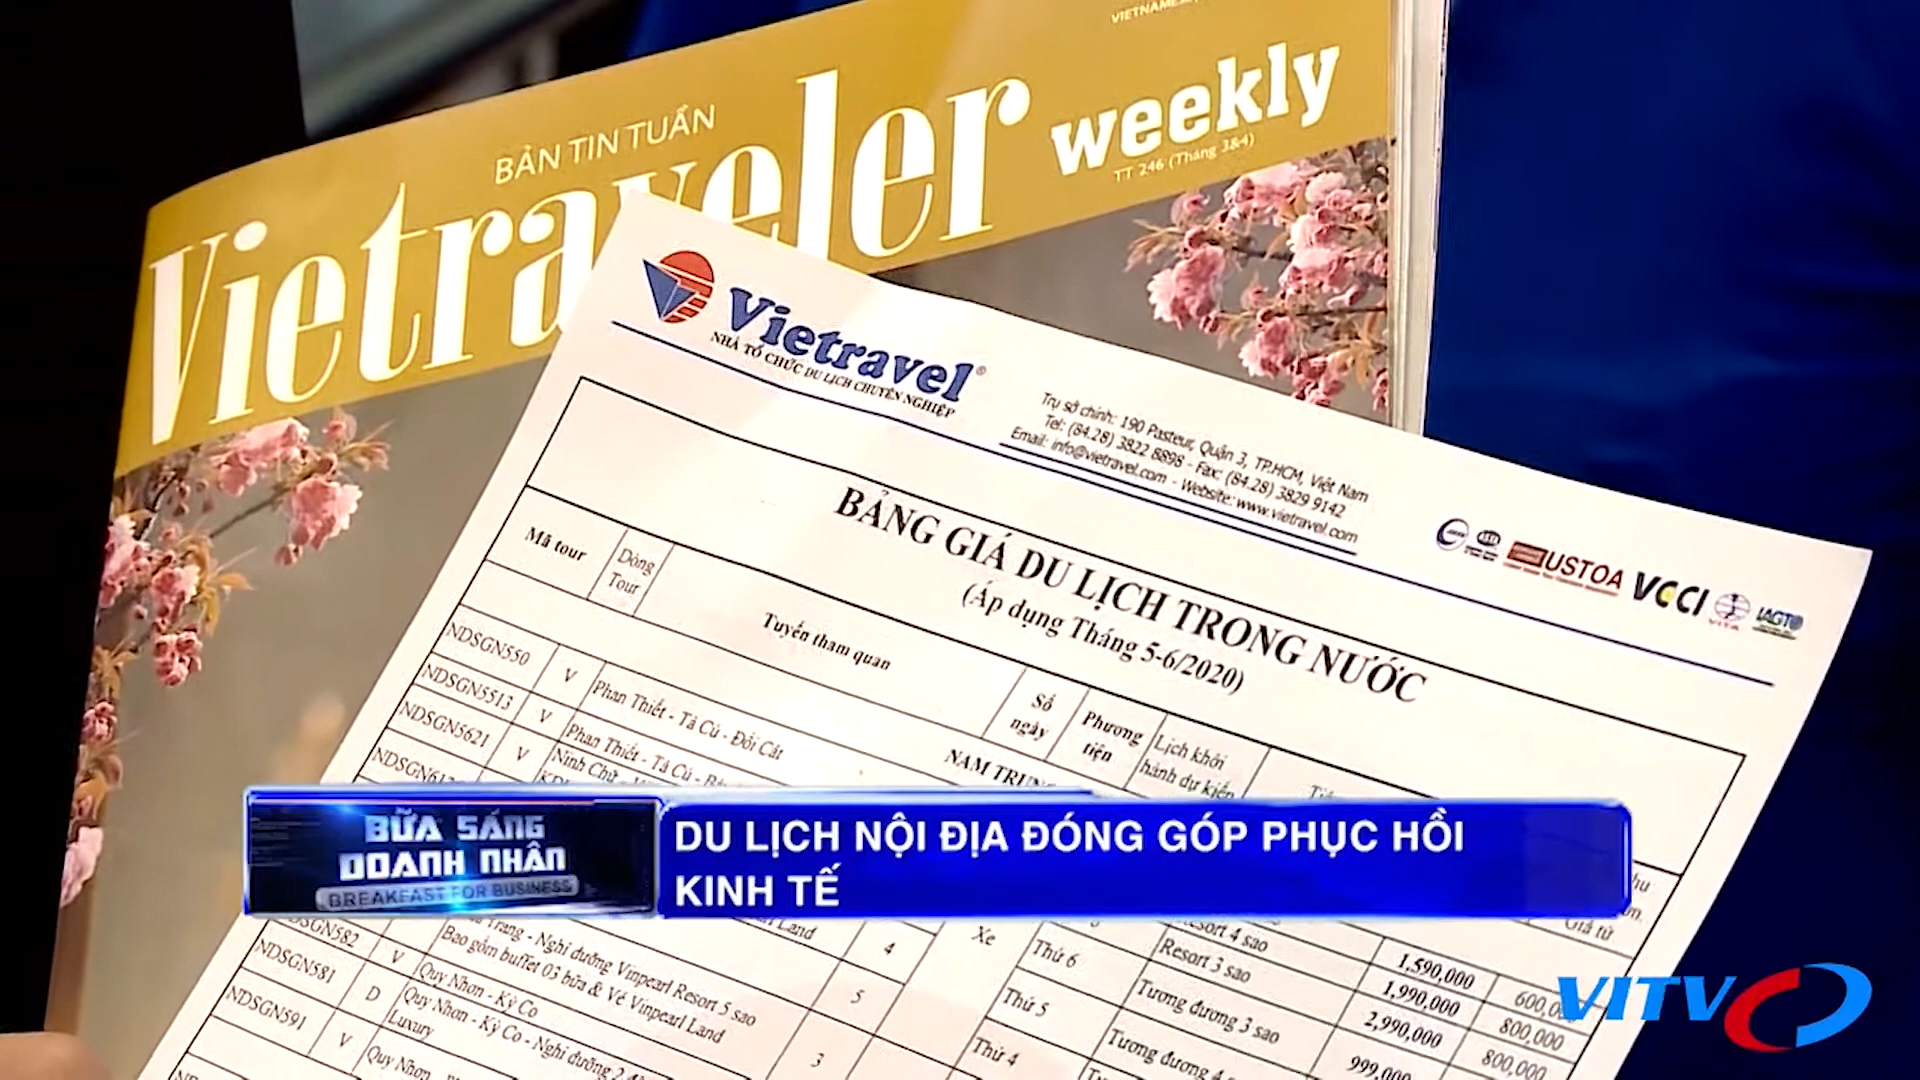 BẢN TIN TUẦN
Vietraveler weekly
TT 246 (Tháng 3&4)
Vietravel®
NHÀ TỔ CHỨC DU LỊCH CHUYÊN NGHIỆP
Trụ sở chính: 190 Pasteur, Quận 3, TP.HCM, Việt Nam
Tel: (84.28) 3822 8898 - Fax: (84.28) 3829 9142
Email: info@vietravel.com - Website: www.vietravel.com
USTOA VCCI VITA IAGTO
BẢNG GIÁ DU LỊCH TRONG NƯỚC
(Áp dụng Tháng 5-6/2020)
Mã tour
Dòng Tour
Tuyến tham quan
Số ngày
Phương tiện
Lịch khởi hành dự kiến
Giá từ
NAM TRUNG
NDSGN550 V Phan Thiết - Tà Cú - Đồi Cát
NDSGN5513 V Phan Thiết - Tà Cú
NDSGN5621 V Ninh Chữ
BỮA SÁNG
DOANH NHÂN
BREAKFAST FOR BUSINESS
DU LỊCH NỘI ĐỊA ĐÓNG GÓP PHỤC HỒI
KINH TẾ
Land 4 Xe sort 4 sao 1,590,000
Trang - Nghỉ dưỡng Vinpearl Resort 5 sao 5 Thứ 6 Resort 3 sao 1,990,000 800,000
Bao gồm buffet 03 bữa & Vé Vinpearl Land
NDSGN582 V Quy Nhơn - Kỳ Co 3 Thứ 5 Tương đương 3 sao 2,990,000 800,000
NDSGN581 D Quy Nhơn - Kỳ Co - Nghỉ dưỡng
Luxury
Thứ 4 Tương đương 4 999,000
NDSGN591 V Quy Nhơn
VITV